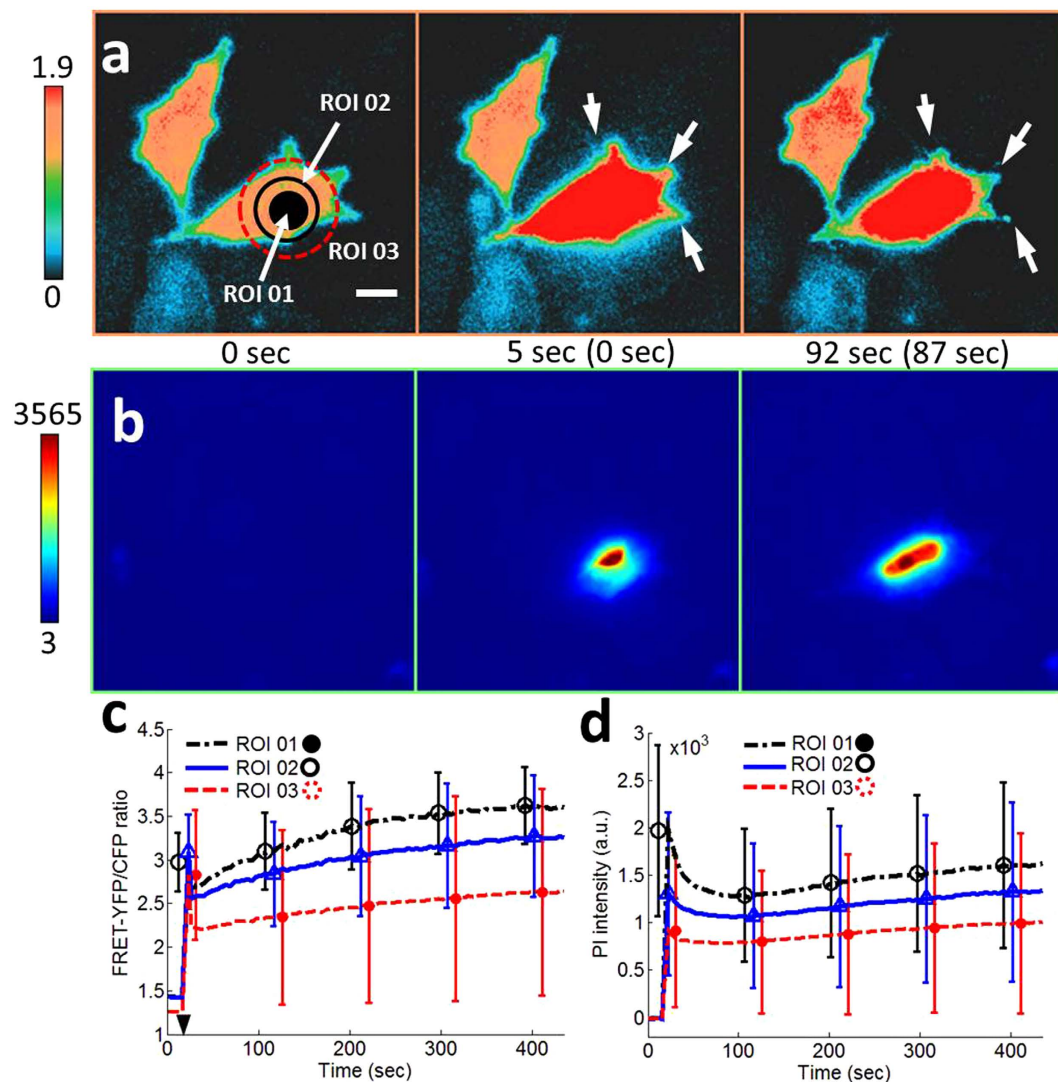 a
1.9
0
ROI 02
ROI 03
ROI 01
0 sec
5 sec (0 sec)
92 sec (87 sec)
b
3565
3
c
4.5
4
3.5
3
2.5
2
1.5
1
FRET-YFP/CFP ratio
ROI 01
ROI 02
ROI 03
0
100
200
300
400
Time (sec)
d
3
2.5
2
1.5
1
0.5
0
x10³
PI intensity (a.u.)
ROI 01
ROI 02
ROI 03
0
100
200
300
400
Time (sec)